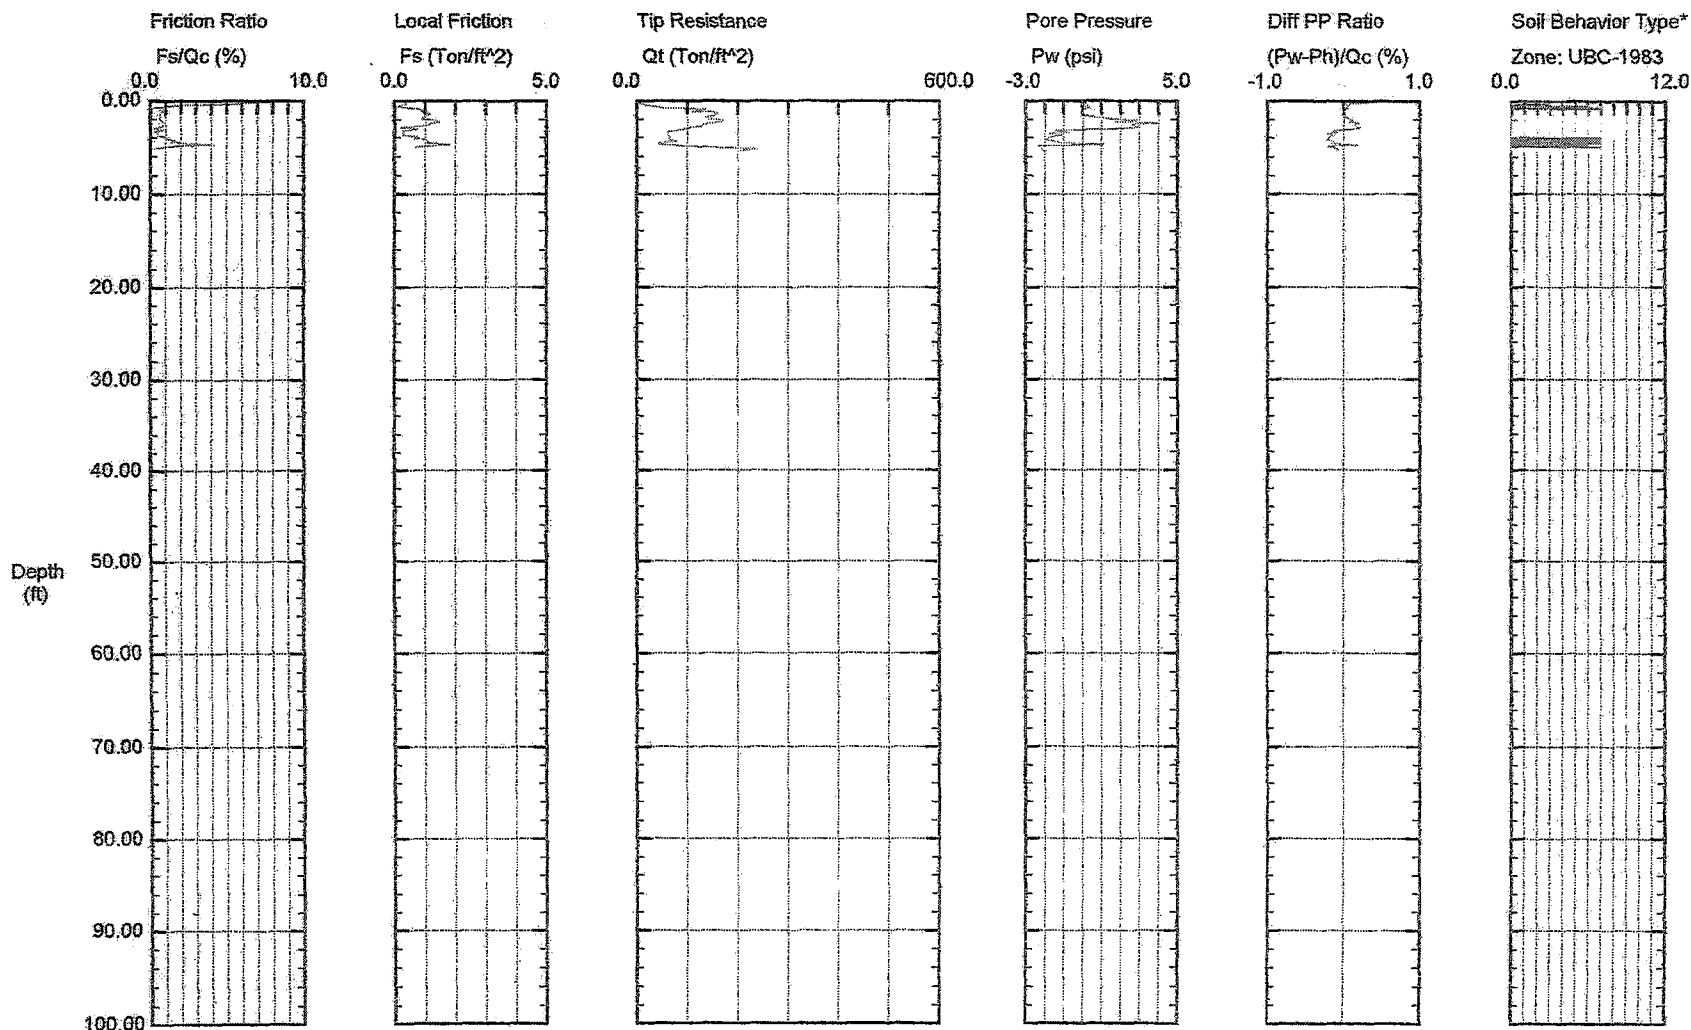 Friction Ratio Local Friction Tip Resistance Pore Pressure Diff PP Ratio Soil Behavior Type*
Fs/Qc (%) Fs (Ton/ft^2) Qt (Ton/ft^2) Pw (psi) (Pw-Ph)/Qc (%) Zone: UBC-1983
0.0 10.0 0.0 5.0 0.0 600.0 -3.0 5.0 -1.0 1.0 0.0 12.0
0.00
10.00
20.00
30.00
40.00
50.00
Depth
(ft)
60.00
70.00
80.00
90.00
100.00